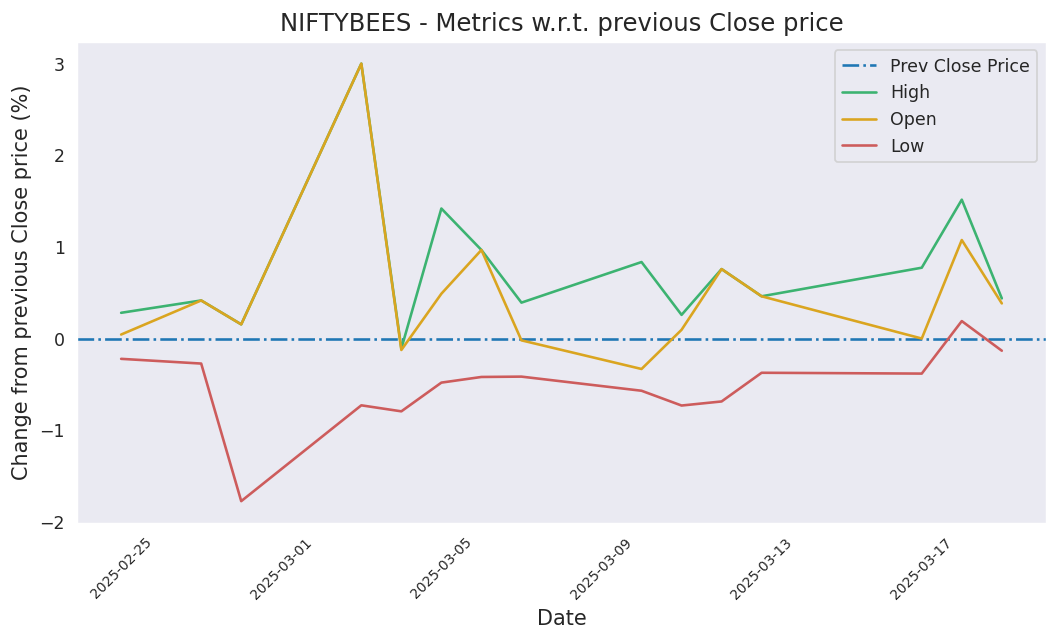 NIFTYBEES - Metrics w.r.t. previous Close price
Change from previous Close price (%)
3
2
1
0
−1
−2
Prev Close Price
High
Open
Low
2025-02-25
2025-03-01
2025-03-05
2025-03-09
2025-03-13
2025-03-17
Date